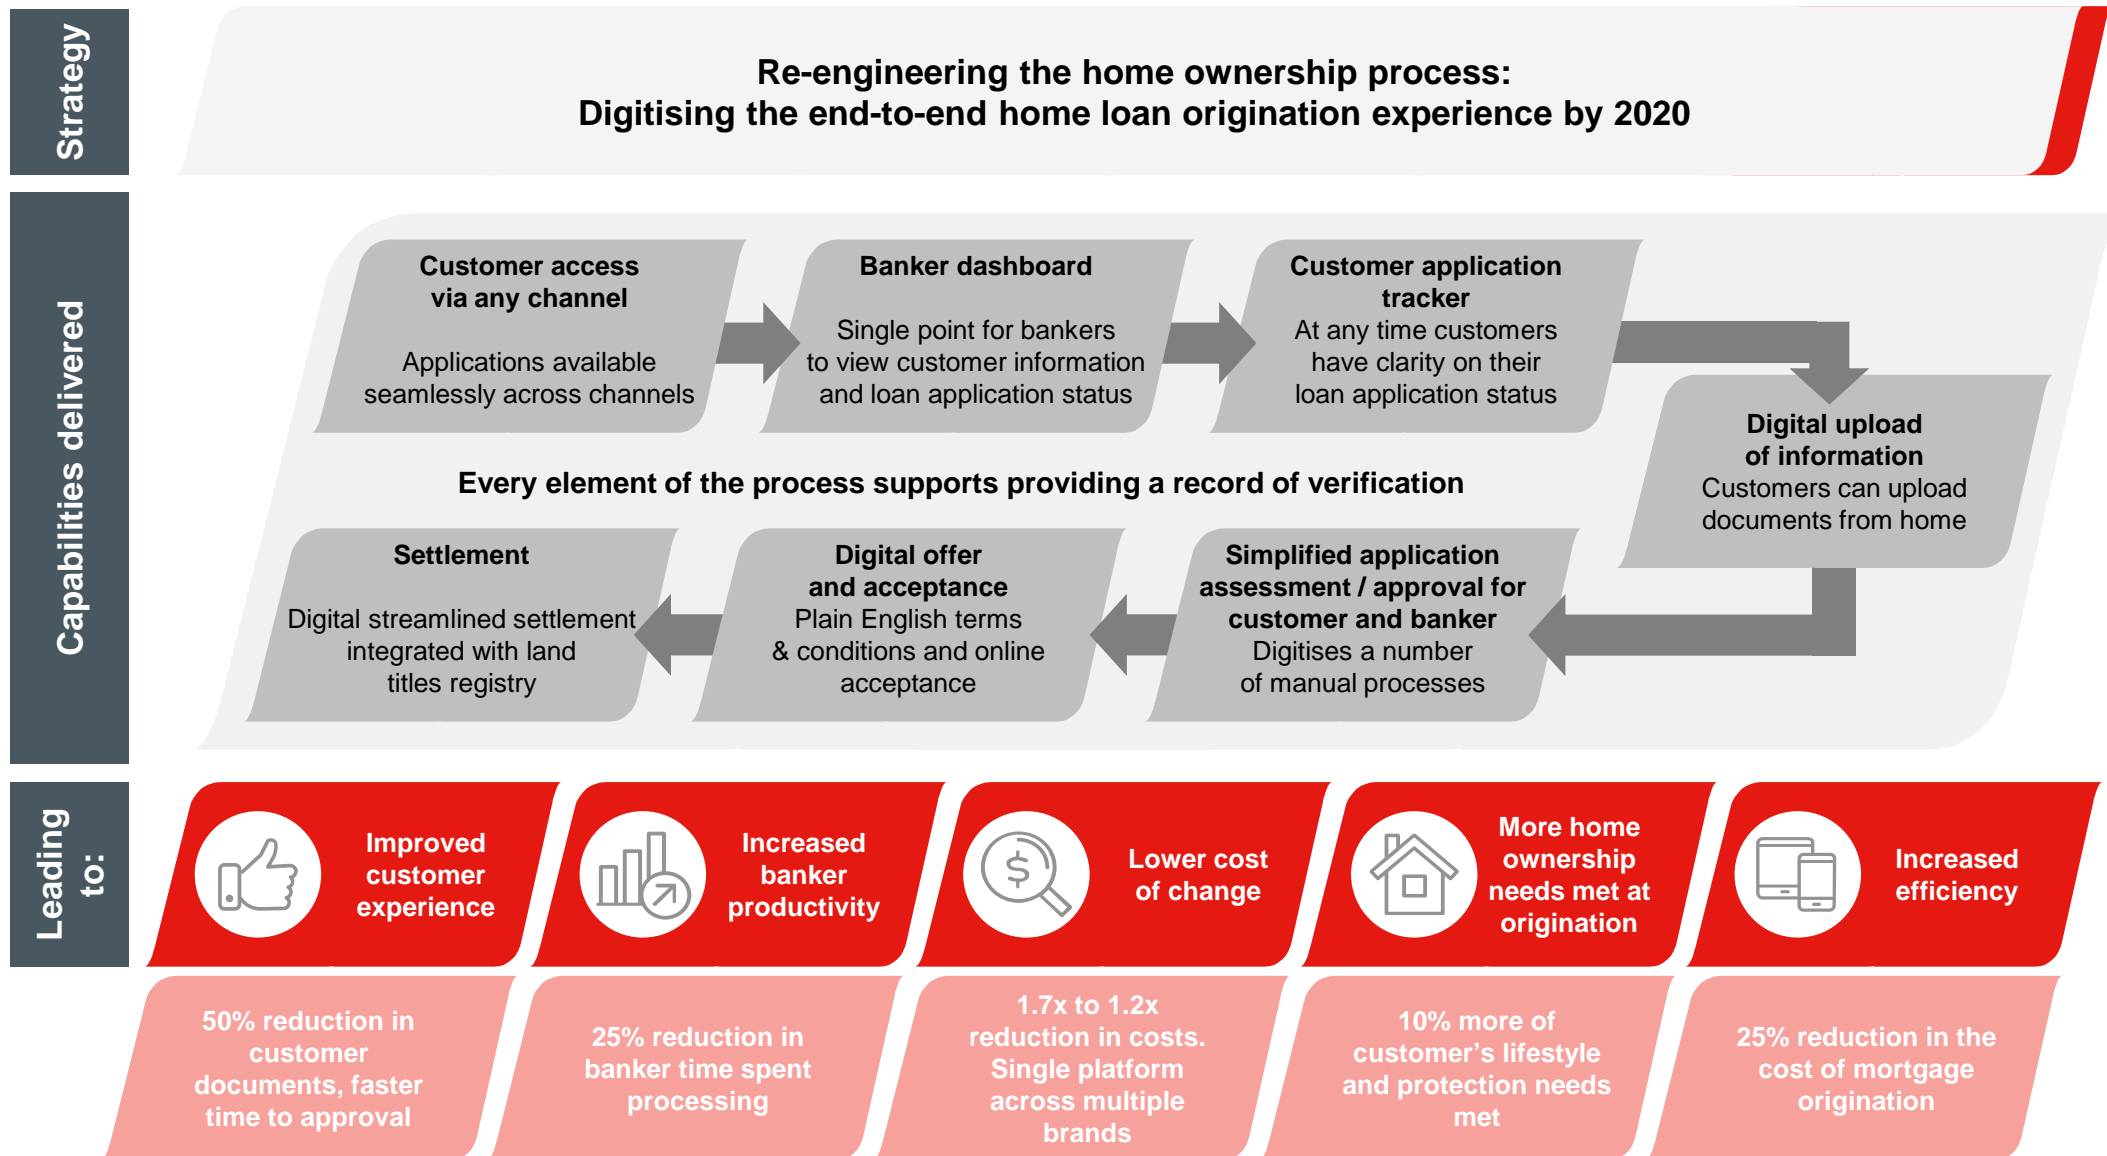 Strategy
Re-engineering the home ownership process:
Digitising the end-to-end home loan origination experience by 2020
Capabilities delivered
Customer access
via any channel
Applications available
seamlessly across channels
Banker dashboard
Single point for bankers
to view customer information
and loan application status
Customer application
tracker
At any time customers
have clarity on their
loan application status
Digital upload
of information
Customers can upload
documents from home
Every element of the process supports providing a record of verification
Settlement
Digital streamlined settlement
integrated with land
titles registry
Digital offer
and acceptance
Plain English terms
& conditions and online
acceptance
Simplified application
assessment / approval for
customer and banker
Digitises a number
of manual processes
Leading
to:
Improved
customer
experience
Increased
banker
productivity
$
Lower cost
of change
More home
ownership
needs met at
origination
Increased
efficiency
50% reduction in
customer
documents, faster
time to approval
25% reduction in
banker time spent
processing
1.7x to 1.2x
reduction in costs.
Single platform
across multiple
brands
10% more of
customer’s lifestyle
and protection needs
met
25% reduction in the
cost of mortgage
origination